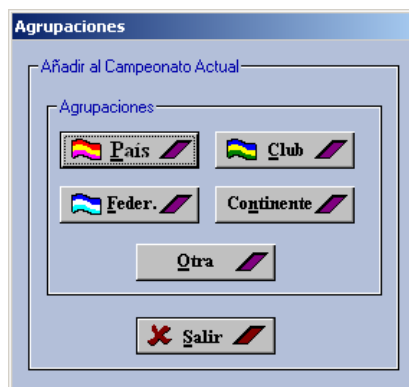 Agrupaciones
Añadir al Campeonato Actual
Agrupaciones
País
Club
Feder.
Continente
Otra
Salir